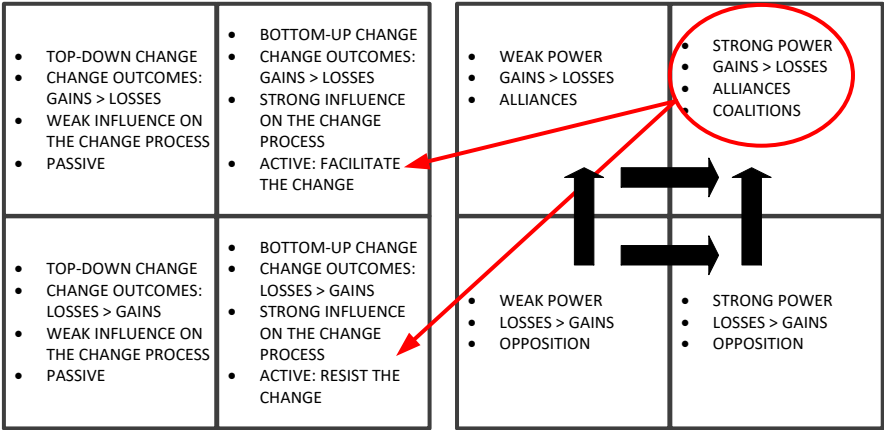 • TOP-DOWN CHANGE
• CHANGE OUTCOMES:
GAINS > LOSSES
• WEAK INFLUENCE ON
THE CHANGE PROCESS
• PASSIVE
• BOTTOM-UP CHANGE
• CHANGE OUTCOMES:
GAINS > LOSSES
• STRONG INFLUENCE
ON THE CHANGE
PROCESS
• ACTIVE: FACILITATE
THE CHANGE
• WEAK POWER
• GAINS > LOSSES
• ALLIANCES
• STRONG POWER
• GAINS > LOSSES
• ALLIANCES
• COALITIONS
• TOP-DOWN CHANGE
• CHANGE OUTCOMES:
LOSSES > GAINS
• WEAK INFLUENCE ON
THE CHANGE PROCESS
• PASSIVE
• BOTTOM-UP CHANGE
• CHANGE OUTCOMES:
LOSSES > GAINS
• STRONG INFLUENCE
ON THE CHANGE
PROCESS
• ACTIVE: RESIST THE
CHANGE
• WEAK POWER
• LOSSES > GAINS
• OPPOSITION
• STRONG POWER
• LOSSES > GAINS
• OPPOSITION